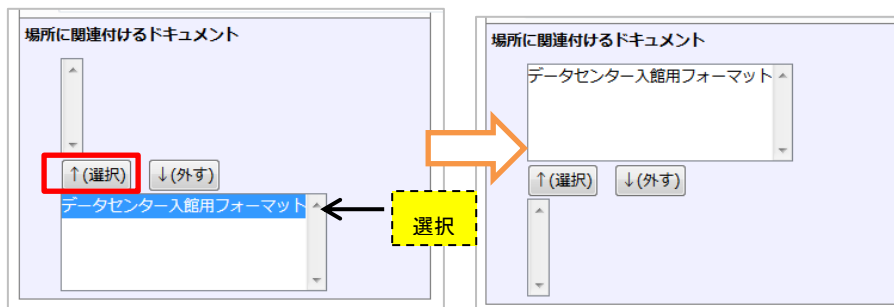 場所に関連付けるドキュメント
↑(選択) ↓(外す)
データセンター入館用フォーマット
選択
場所に関連付けるドキュメント
データセンター入館用フォーマット
↑(選択) ↓(外す)